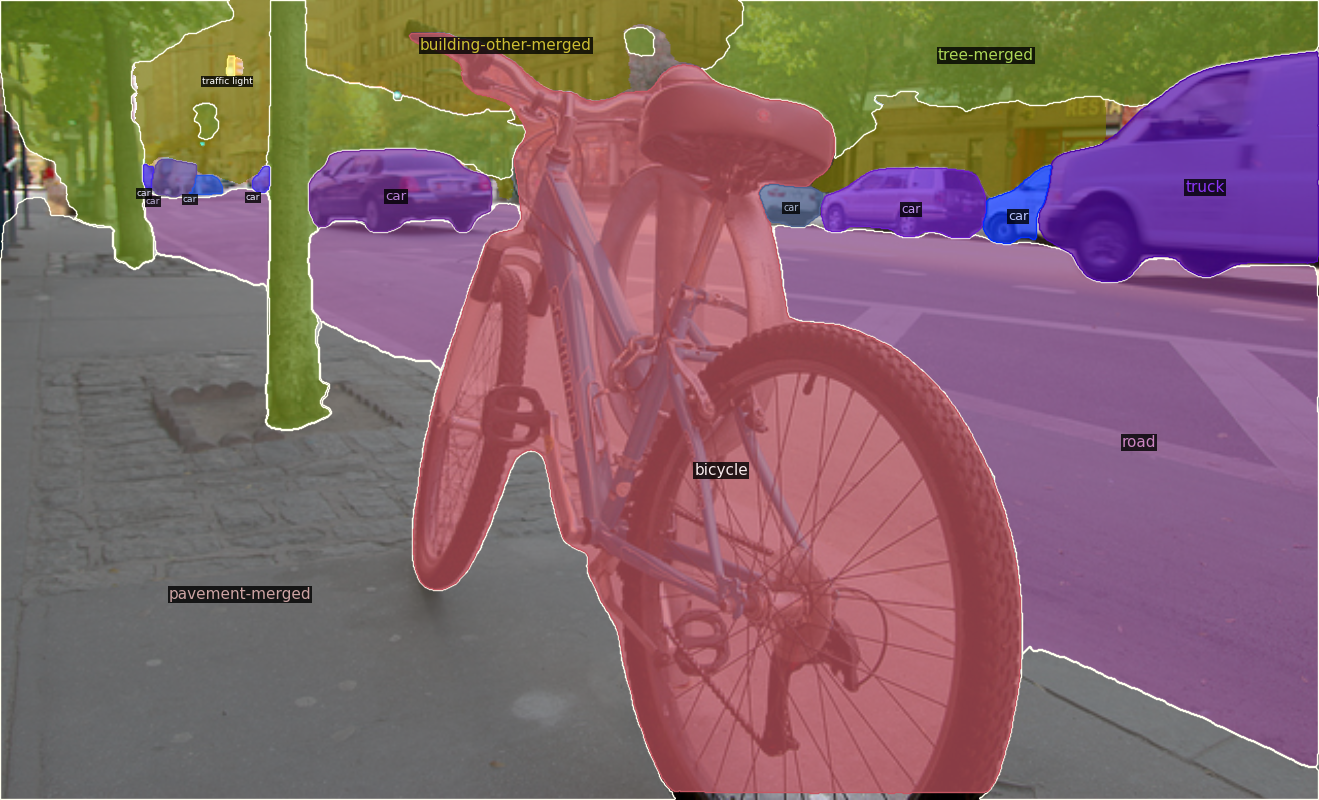 building-other-merged
tree-merged
traffic light
RESTA
car
truck
car
car
car
car
car
car
car
bicycle
road
pavement-merged